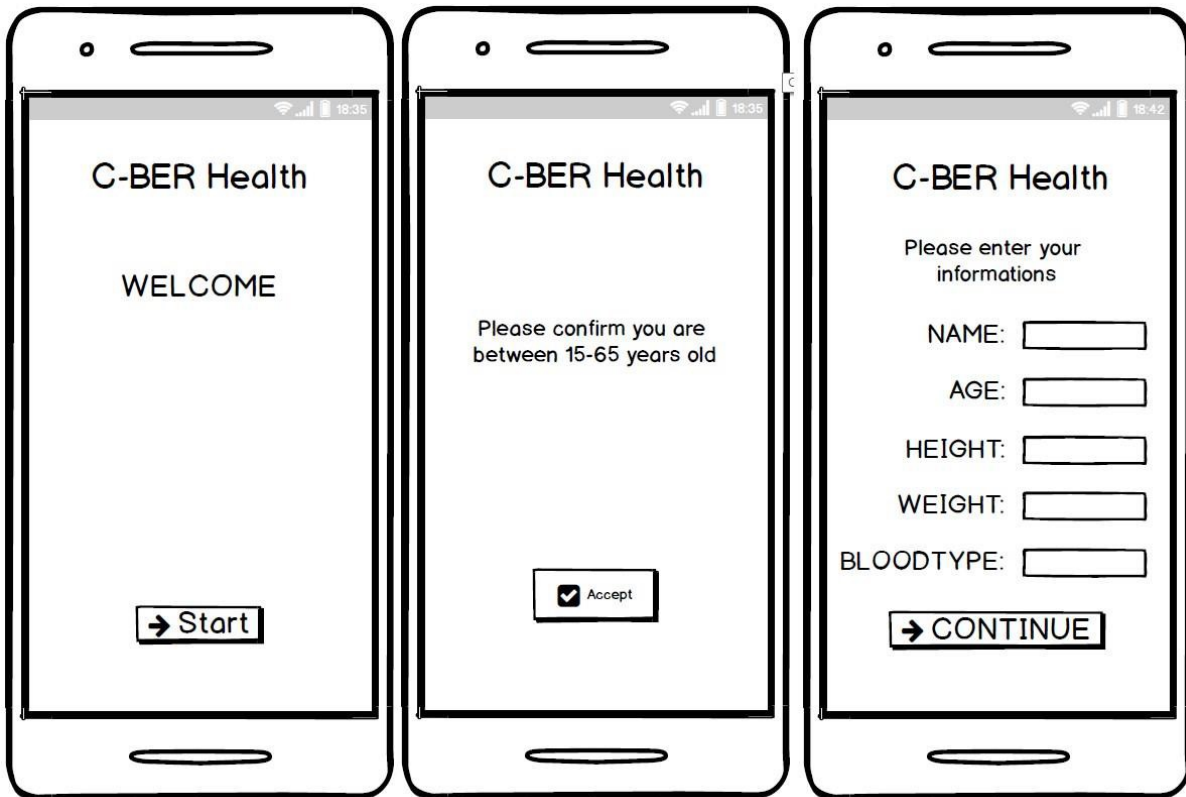 18:35
C-BER Health
WELCOME
Start
18:35
C-BER Health
Please confirm you are
between 15-65 years old
Accept
18:42
C-BER Health
Please enter your
informations
NAME:
AGE:
HEIGHT:
WEIGHT:
BLOODTYPE:
CONTINUE